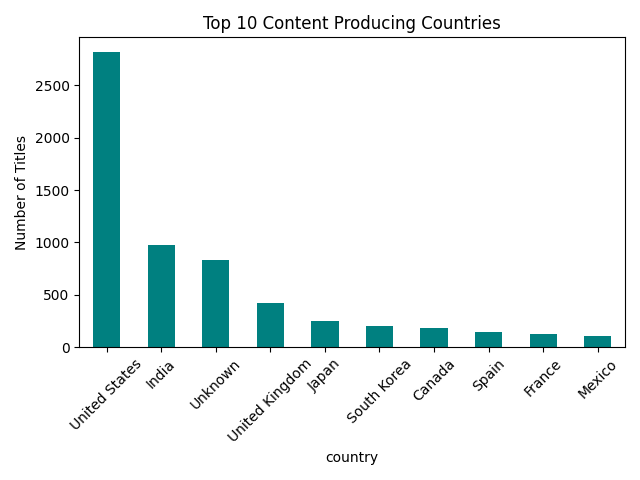 Top 10 Content Producing Countries
Number of Titles
2500
2000
1500
1000
500
0
United States
India
Unknown
United Kingdom
Japan
South Korea
Canada
Spain
France
Mexico
country